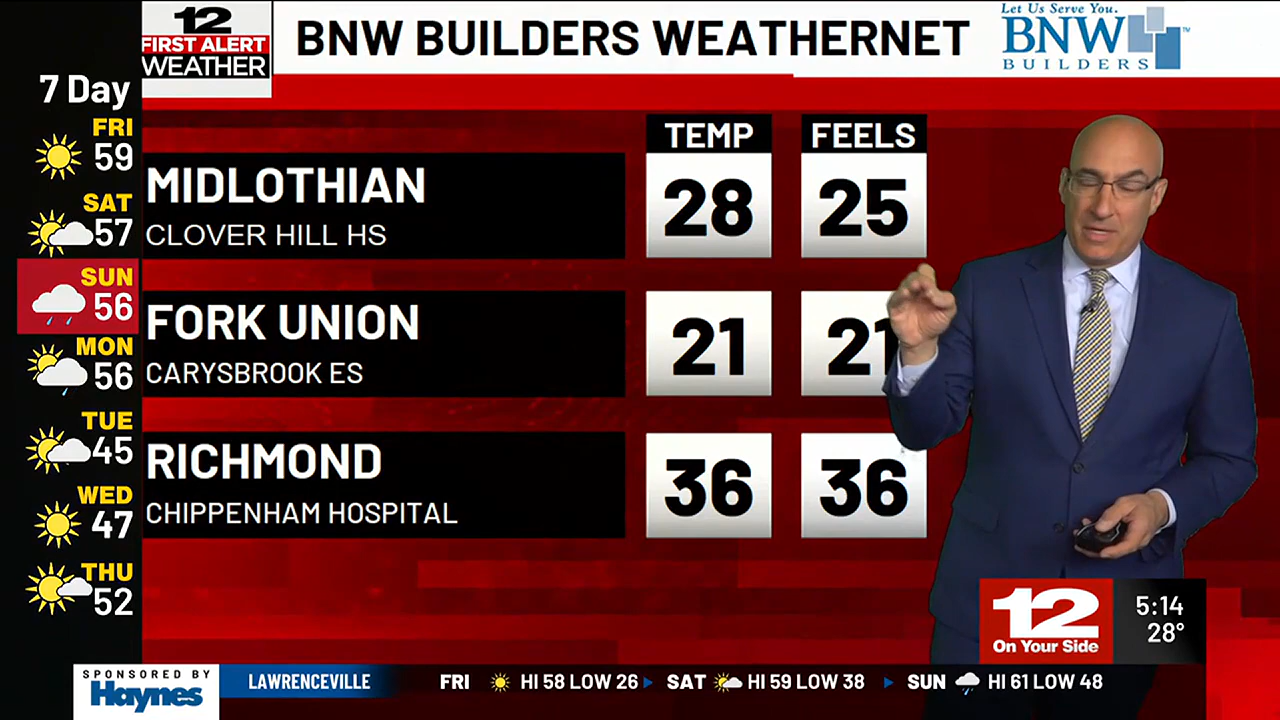 12
FIRST ALERT
WEATHER
BNW BUILDERS WEATHERNET
Let Us Serve You.
BNW
BUILDERS
7 Day
FRI
59
SAT
57
SUN
56
MON
56
TUE
45
WED
47
THU
52
TEMP FEELS
MIDLOTHIAN
CLOVER HILL HS
28 25
FORK UNION
CARYSBROOK ES
21 21
RICHMOND
CHIPPENHAM HOSPITAL
36 36
12
On Your Side
5:14
28°
SPONSORED BY
Haynes
LAWRENCEVILLE FRI HI 58 LOW 26 SAT HI 59 LOW 38 SUN HI 61 LOW 48